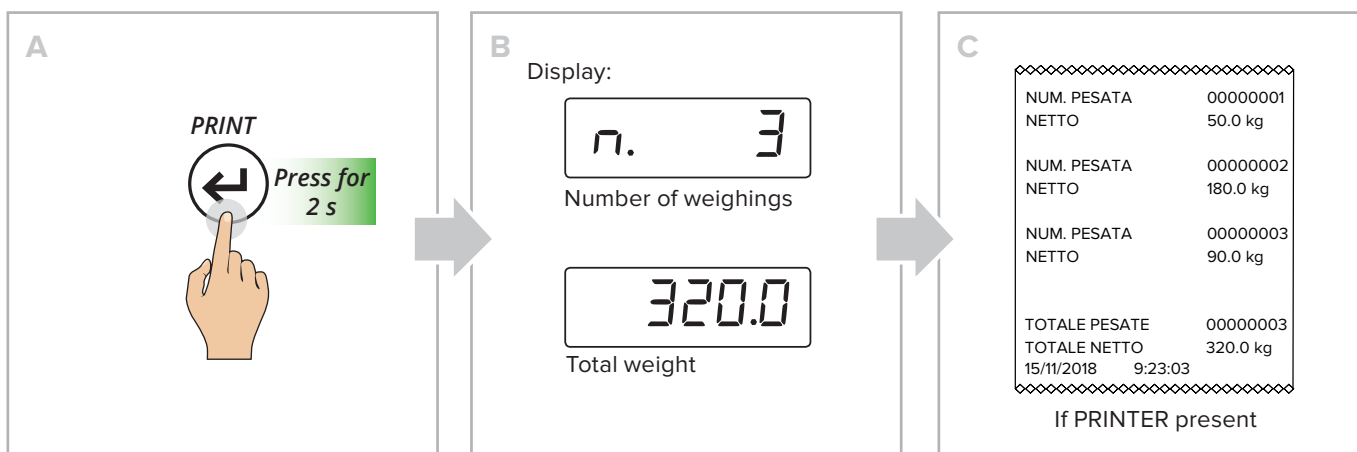 A
PRINT
Press for
2 s
B
Display:
n. 3
Number of weighings
320.0
Total weight
C
NUM. PESATA 00000001
NETTO 50.0 kg
NUM. PESATA 00000002
NETTO 180.0 kg
NUM. PESATA 00000003
NETTO 90.0 kg
TOTALE PESATE 00000003
TOTALE NETTO 320.0 kg
15/11/2018 9:23:03
If PRINTER present